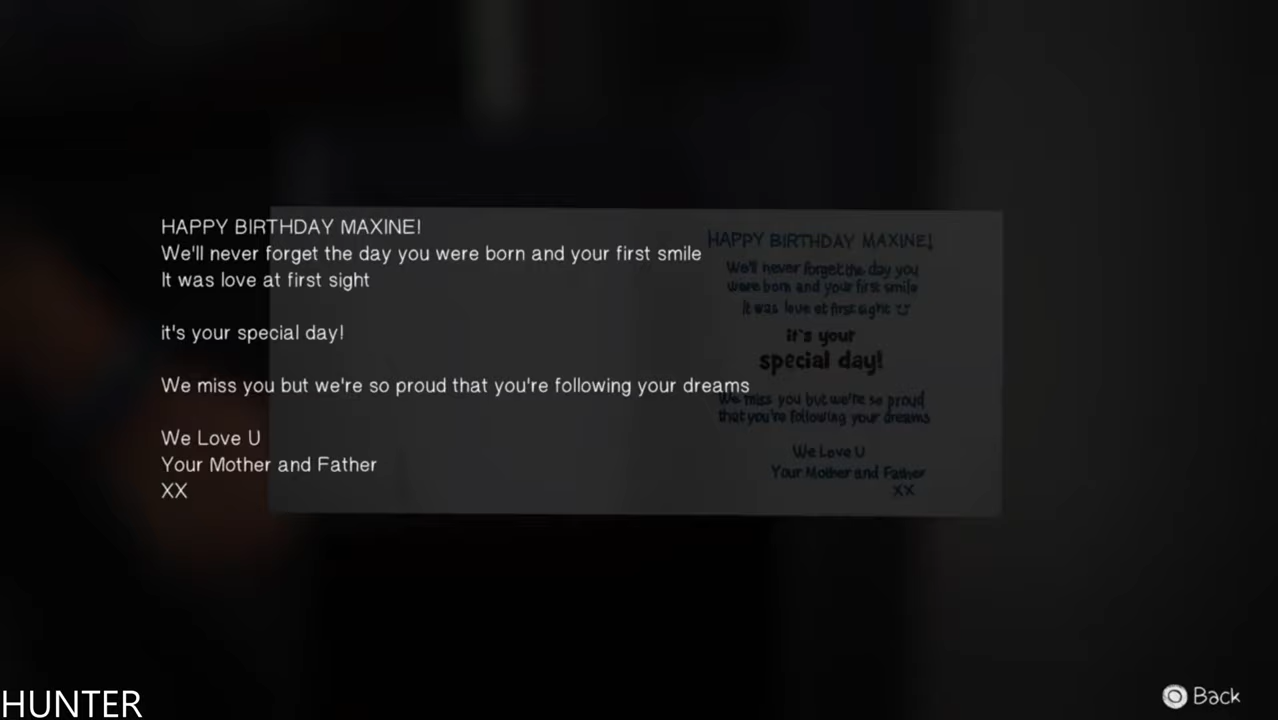 HAPPY BIRTHDAY MAXINE!
We'll never forget the day you were born and your first smile
It was love at first sight
it's your special day!
We miss you but we're so proud that you're following your dreams
We Love U
Your Mother and Father
XX
HAPPY BIRTHDAY MAXINE!
We'll never forget the day you
were born and your first smile
It was love at first sight
it's your
special day!
We miss you but we're so proud
that you're following your dreams
We Love U
Your Mother and Father
XX
HUNTER
Back